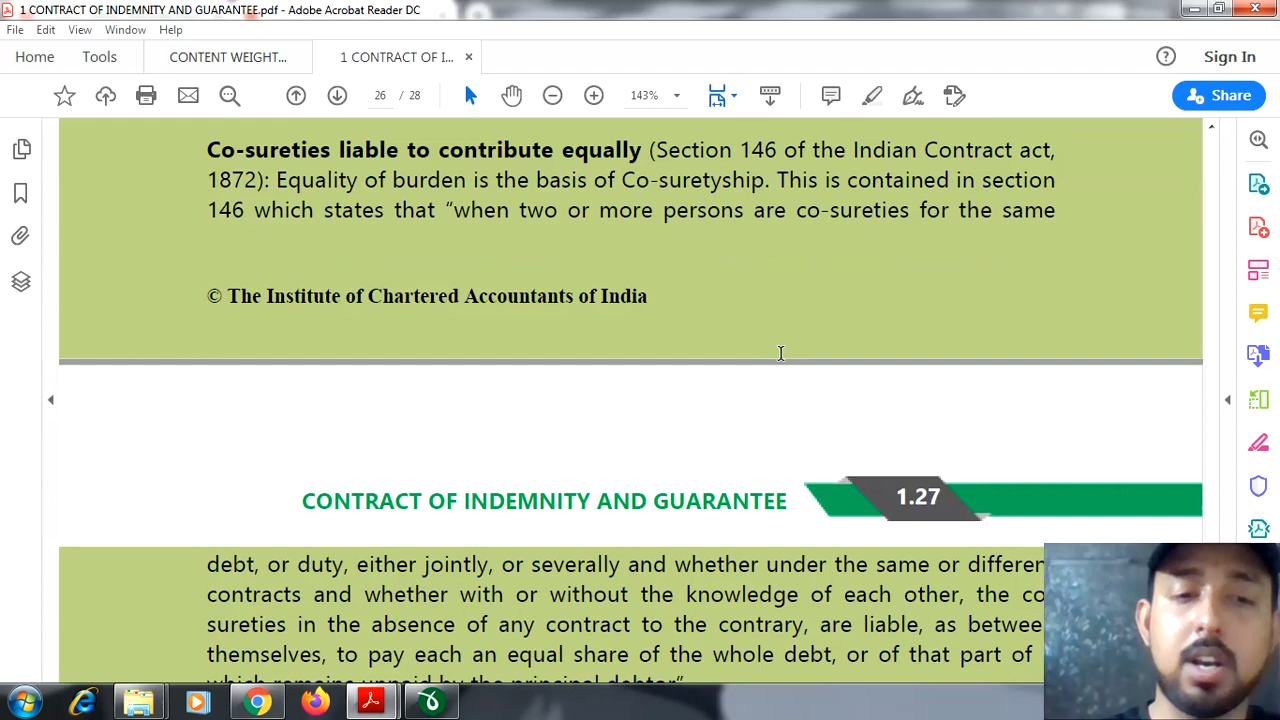 1 CONTRACT OF INDEMNITY AND GUARANTEE.pdf - Adobe Acrobat Reader DC
File Edit View Window Help
Home Tools CONTENT WEIGHT... 1 CONTRACT OF I... × Sign In
26 / 28 143% Share
Co-sureties liable to contribute equally (Section 146 of the Indian Contract act,
1872): Equality of burden is the basis of Co-suretyship. This is contained in section
146 which states that “when two or more persons are co-sureties for the same
© The Institute of Chartered Accountants of India
CONTRACT OF INDEMNITY AND GUARANTEE 1.27
debt, or duty, either jointly, or severally and whether under the same or differen
contracts and whether with or without the knowledge of each other, the co
sureties in the absence of any contract to the contrary, are liable, as betwee
themselves, to pay each an equal share of the whole debt, or of that part of
which remains unpaid by the principal debtor”